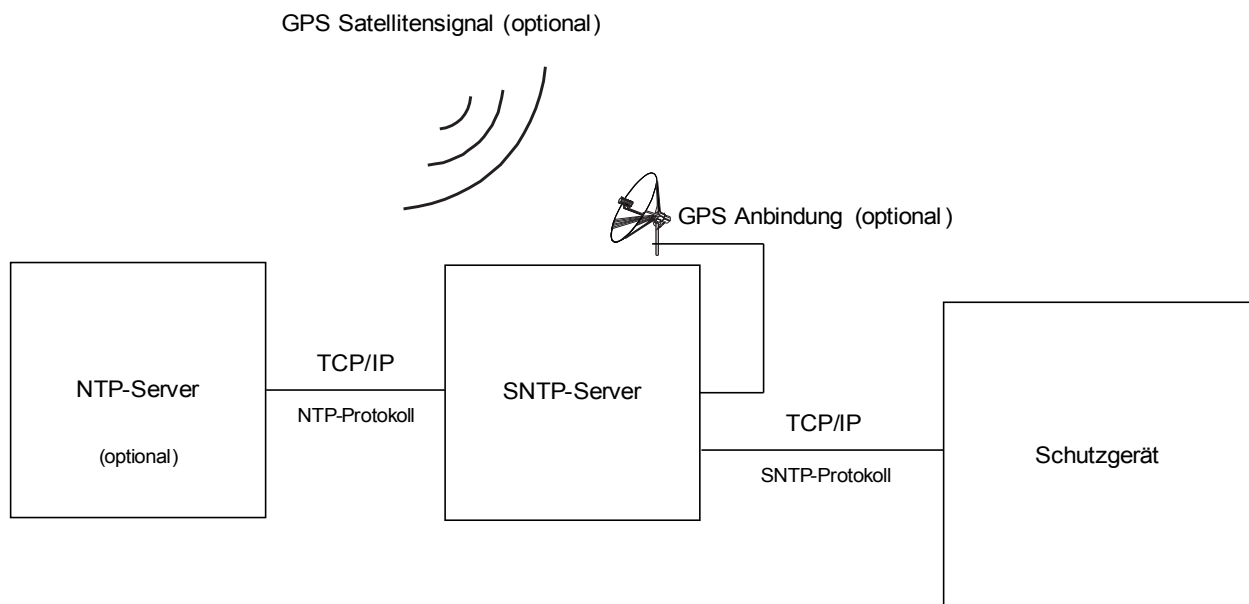 GPS Satellitensignal (optional)
GPS Anbindung (optional)
TCP/IP
NTP-Server
SNTP-Server
NTP-Protokoll
TCP/IP
(optional)
Schutzgerät
SNTP-Protokoll